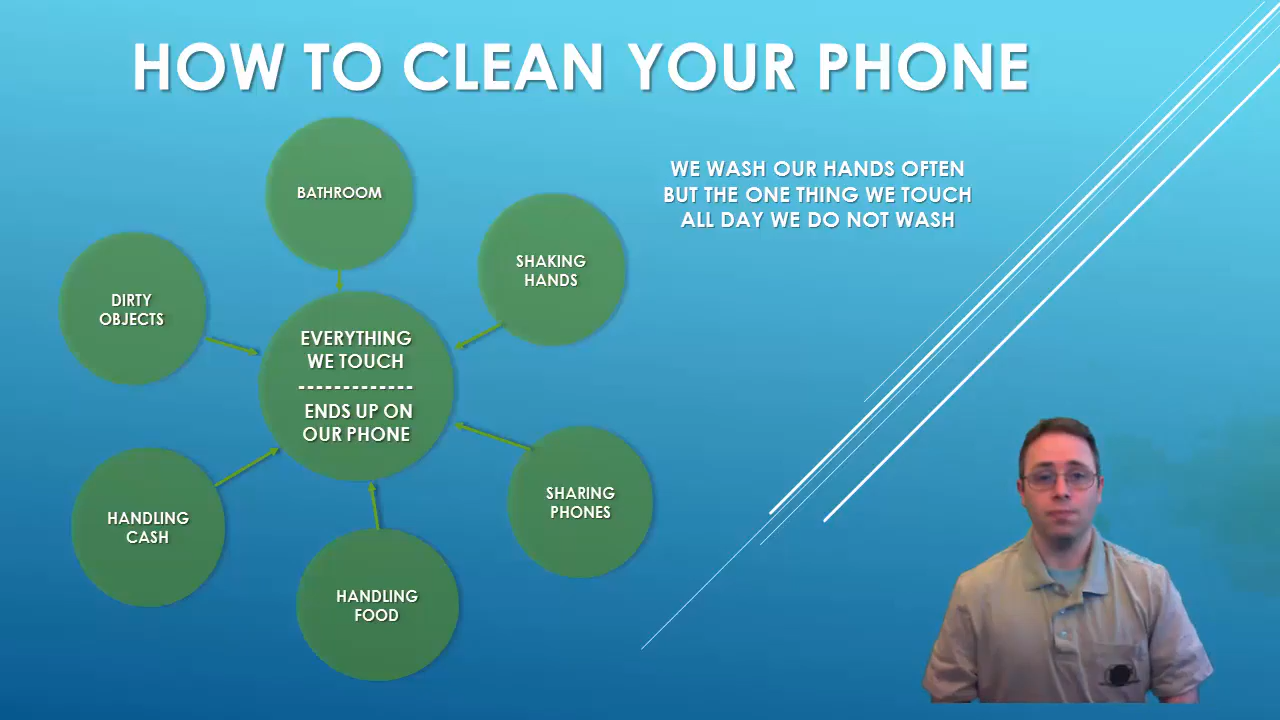 HOW TO CLEAN YOUR PHONE
WE WASH OUR HANDS OFTEN
BUT THE ONE THING WE TOUCH
ALL DAY WE DO NOT WASH
BATHROOM
SHAKING
HANDS
DIRTY
OBJECTS
EVERYTHING
WE TOUCH
-------------
ENDS UP ON
OUR PHONE
SHARING
PHONES
HANDLING
CASH
HANDLING
FOOD